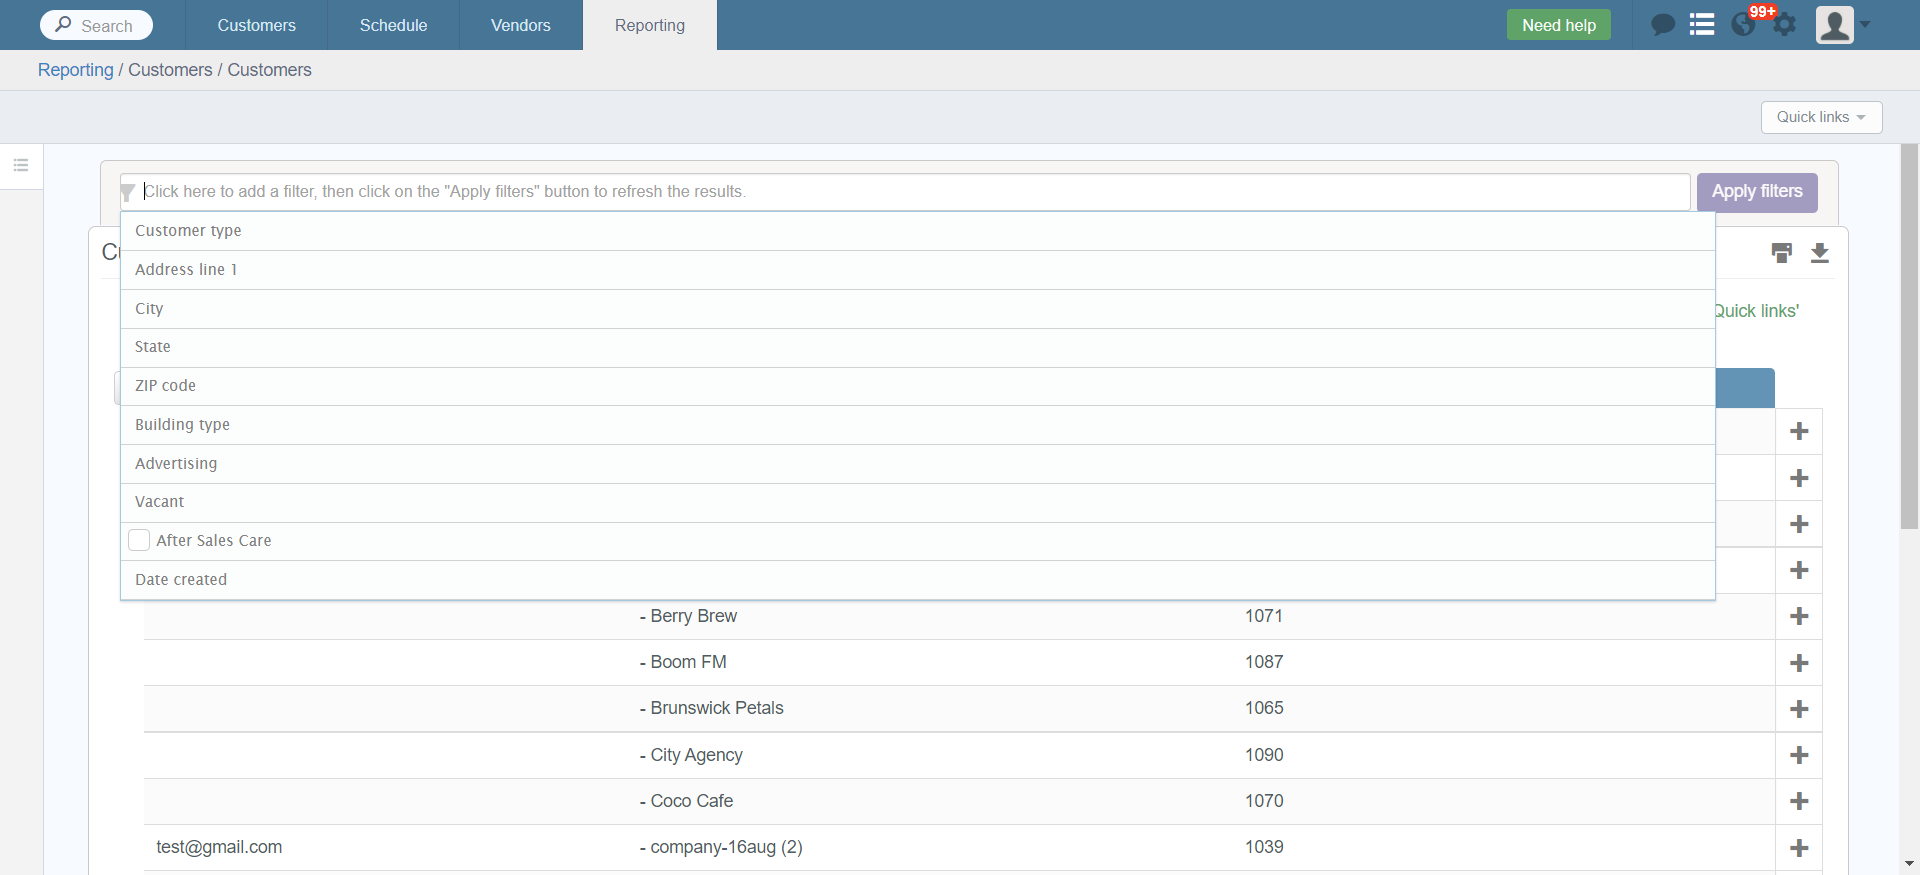 Search
Customers
Schedule
Vendors
Reporting
Need help
99+
Reporting / Customers / Customers
Quick links
Click here to add a filter, then click on the "Apply filters" button to refresh the results.
Apply filters
Customer type
Address line 1
City
Quick links'
State
ZIP code
Building type
Advertising
Vacant
After Sales Care
Date created
- Berry Brew 1071
- Boom FM 1087
- Brunswick Petals 1065
- City Agency 1090
- Coco Cafe 1070
test@gmail.com - company-16aug (2) 1039